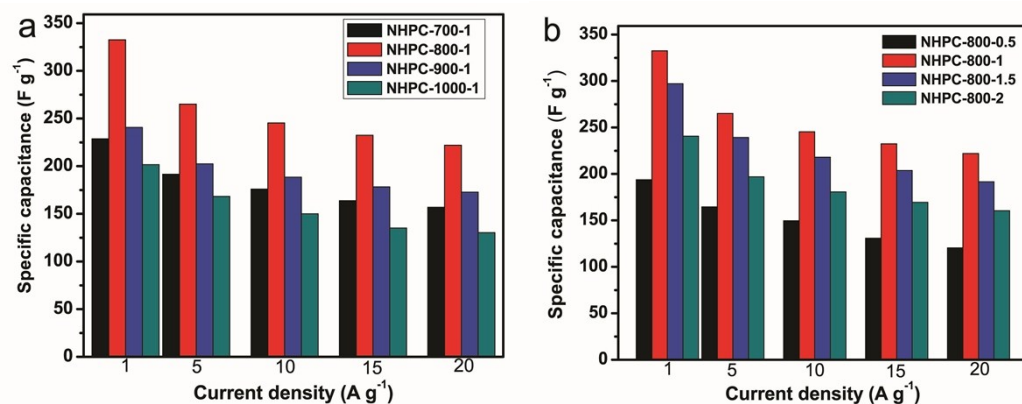 a
350
300
250
200
150
100
50
0
Specific capacitance (F g⁻¹)
NHPC-700-1
NHPC-800-1
NHPC-900-1
NHPC-1000-1
1 5 10 15 20
Current density (A g⁻¹)
b
350
300
250
200
150
100
50
0
Specific capacitance (F g⁻¹)
NHPC-800-0.5
NHPC-800-1
NHPC-800-1.5
NHPC-800-2
1 5 10 15 20
Current density (A g⁻¹)